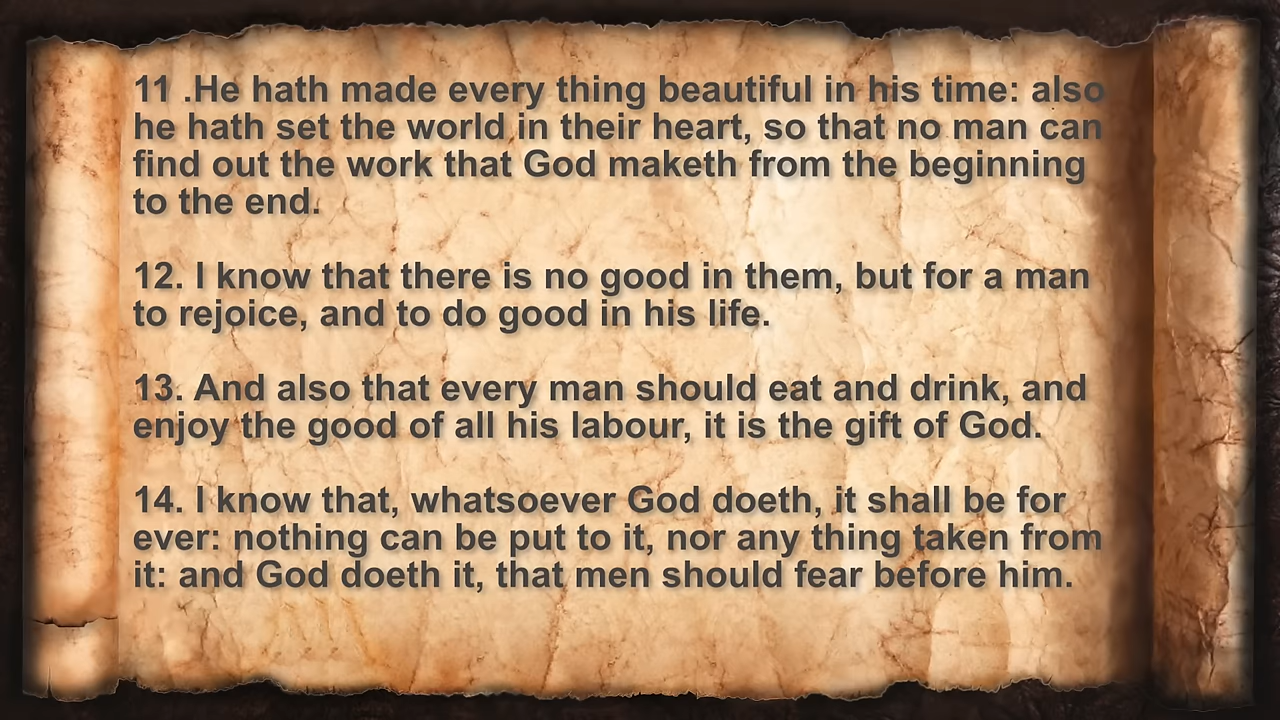 11 .He hath made every thing beautiful in his time: also
he hath set the world in their heart, so that no man can
find out the work that God maketh from the beginning
to the end.
12. I know that there is no good in them, but for a man
to rejoice, and to do good in his life.
13. And also that every man should eat and drink, and
enjoy the good of all his labour, it is the gift of God.
14. I know that, whatsoever God doeth, it shall be for
ever: nothing can be put to it, nor any thing taken from
it: and God doeth it, that men should fear before him.